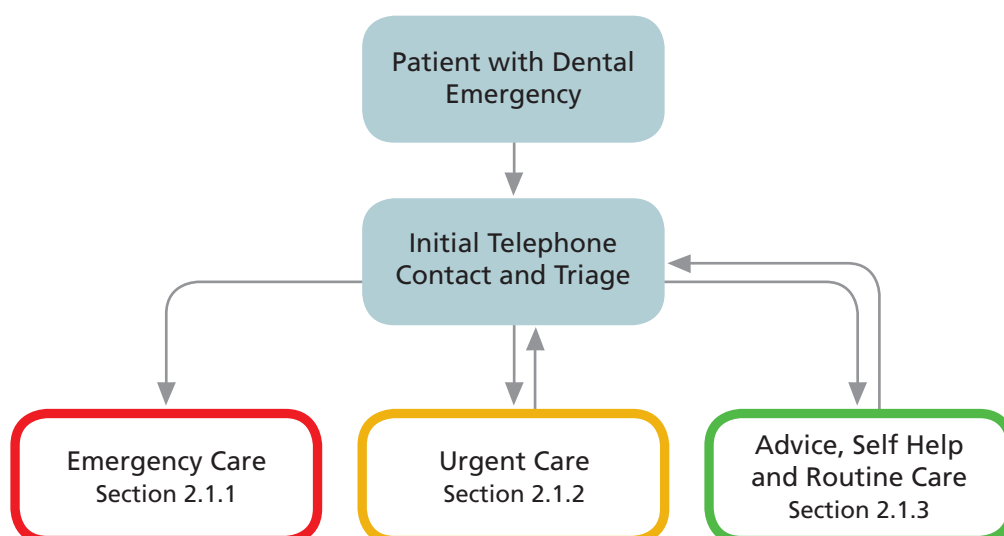 Patient with Dental
Emergency
Initial Telephone
Contact and Triage
Emergency Care
Section 2.1.1
Urgent Care
Section 2.1.2
Advice, Self Help
and Routine Care
Section 2.1.3